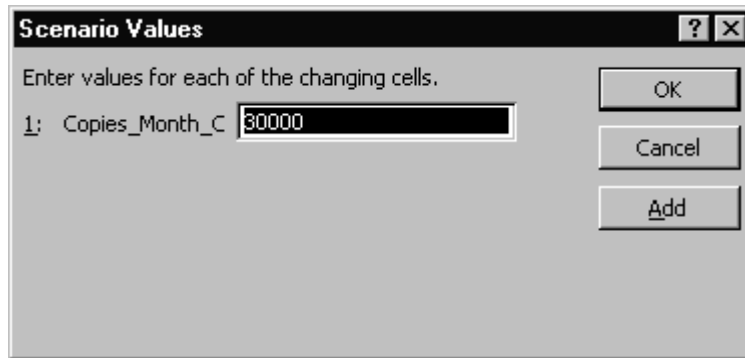 Scenario Values
Enter values for each of the changing cells.
1: Copies_Month_C 30000
OK
Cancel
Add